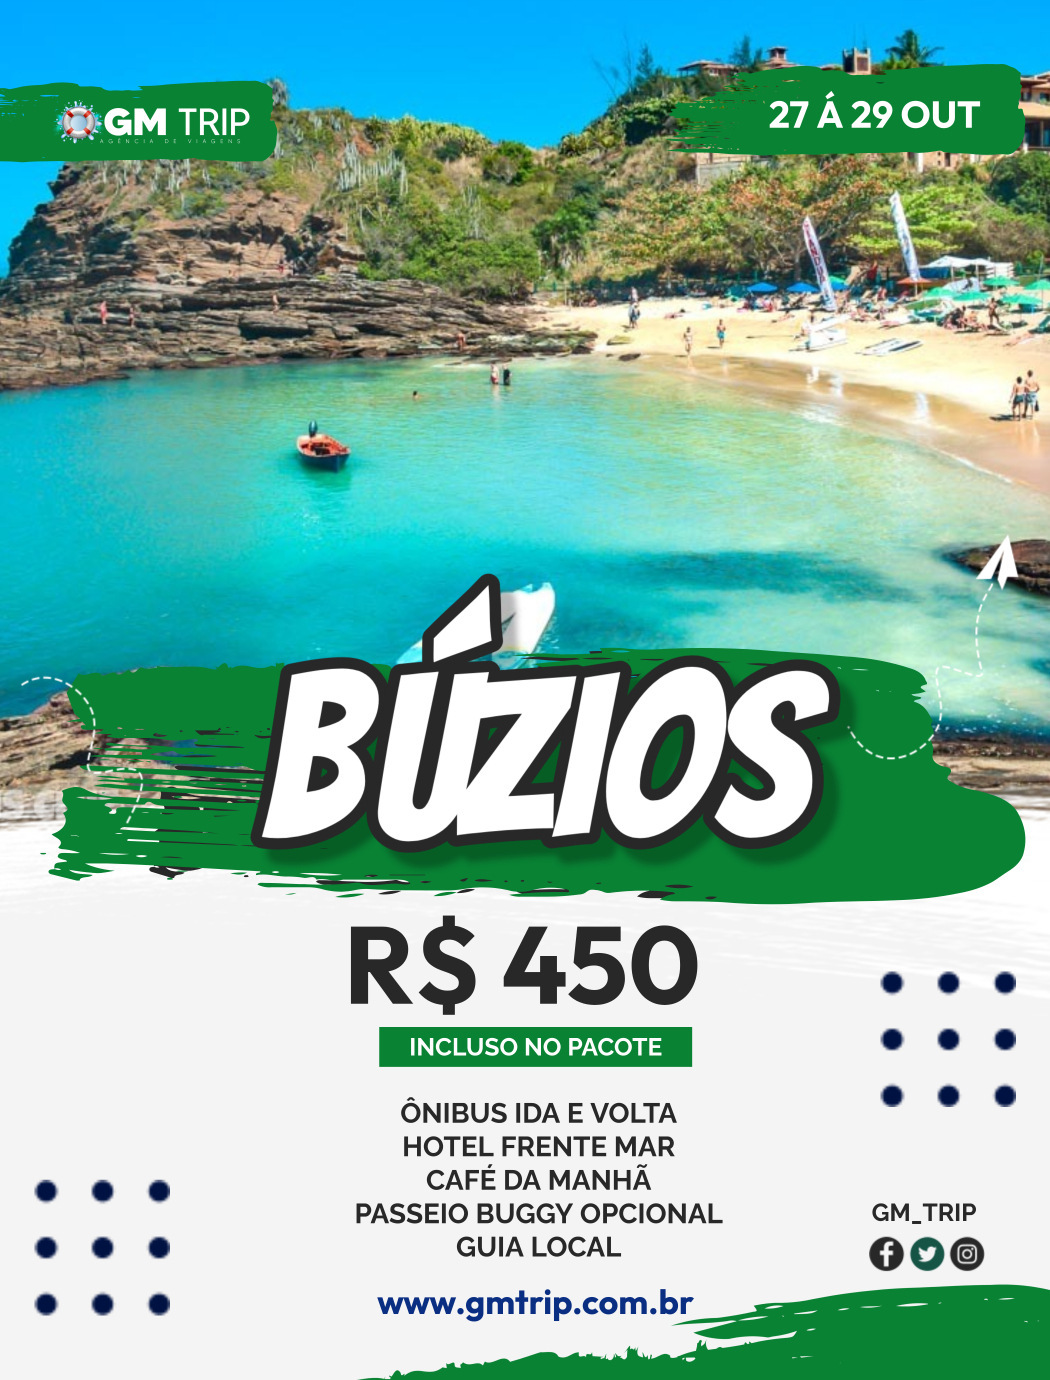 GM TRIP
AGÊNCIA DE VIAGENS
27 Á 29 OUT
BÚZIOS
R$ 450
INCLUSO NO PACOTE
ÔNIBUS IDA E VOLTA
HOTEL FRENTE MAR
CAFÉ DA MANHÃ
PASSEIO BUGGY OPCIONAL
GUIA LOCAL
GM_TRIP
www.gmtrip.com.br